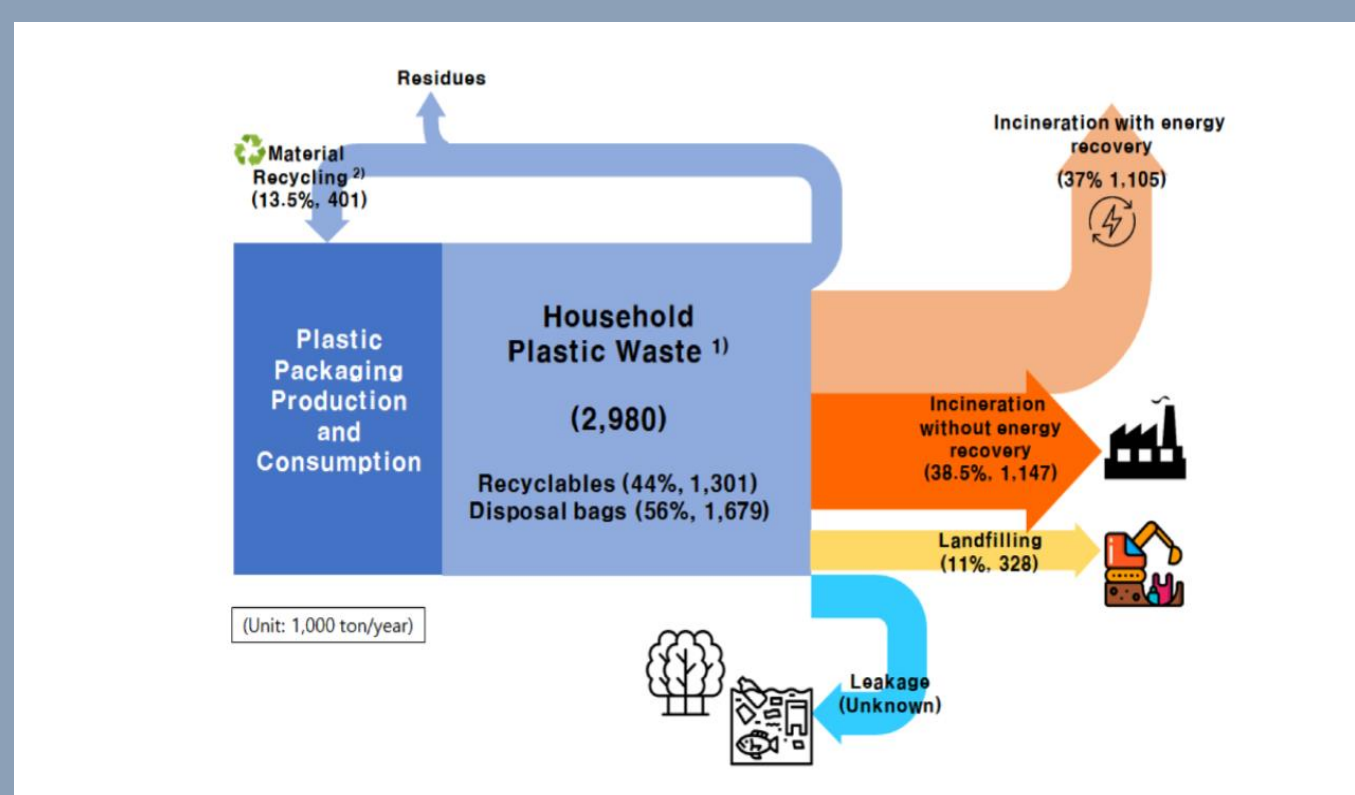 Residues
Incineration with energy
recovery
(37% 1,105)
Material
Recycling 2)
(13.5%, 401)
Plastic
Packaging
Production
and
Consumption
Household
Plastic Waste 1)
(2,980)
Recyclables (44%, 1,301)
Disposal bags (56%, 1,679)
Incineration
without energy
recovery
(38.5%, 1,147)
Landfilling
(11%, 328)
(Unit: 1,000 ton/year)
Leakage
(Unknown)